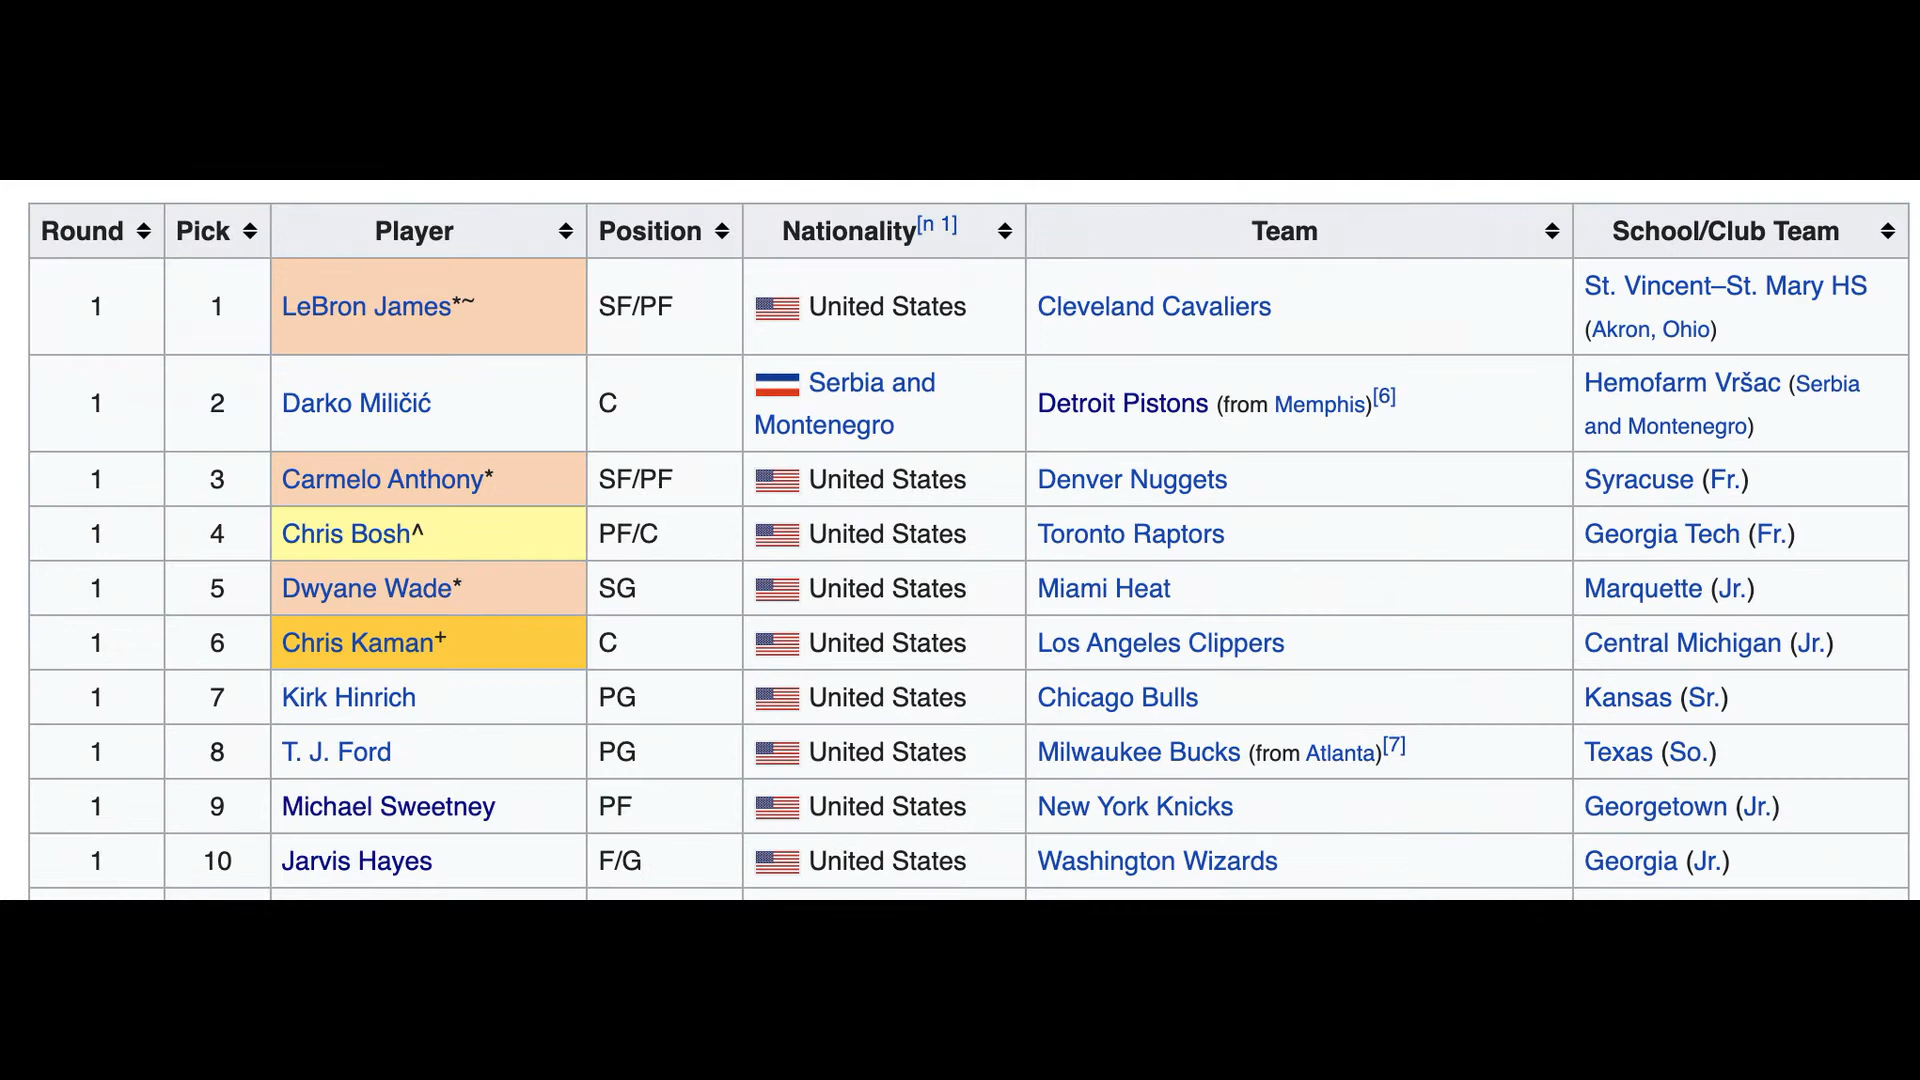 Round Pick Player Position Nationality[n 1] Team School/Club Team
1 1 LeBron James*~ SF/PF United States Cleveland Cavaliers St. Vincent–St. Mary HS
(Akron, Ohio)
1 2 Darko Miličić C Serbia and
Montenegro Detroit Pistons (from Memphis)[6] Hemofarm Vršac (Serbia
and Montenegro)
1 3 Carmelo Anthony* SF/PF United States Denver Nuggets Syracuse (Fr.)
1 4 Chris Bosh^ PF/C United States Toronto Raptors Georgia Tech (Fr.)
1 5 Dwyane Wade* SG United States Miami Heat Marquette (Jr.)
1 6 Chris Kaman+ C United States Los Angeles Clippers Central Michigan (Jr.)
1 7 Kirk Hinrich PG United States Chicago Bulls Kansas (Sr.)
1 8 T. J. Ford PG United States Milwaukee Bucks (from Atlanta)[7] Texas (So.)
1 9 Michael Sweetney PF United States New York Knicks Georgetown (Jr.)
1 10 Jarvis Hayes F/G United States Washington Wizards Georgia (Jr.)